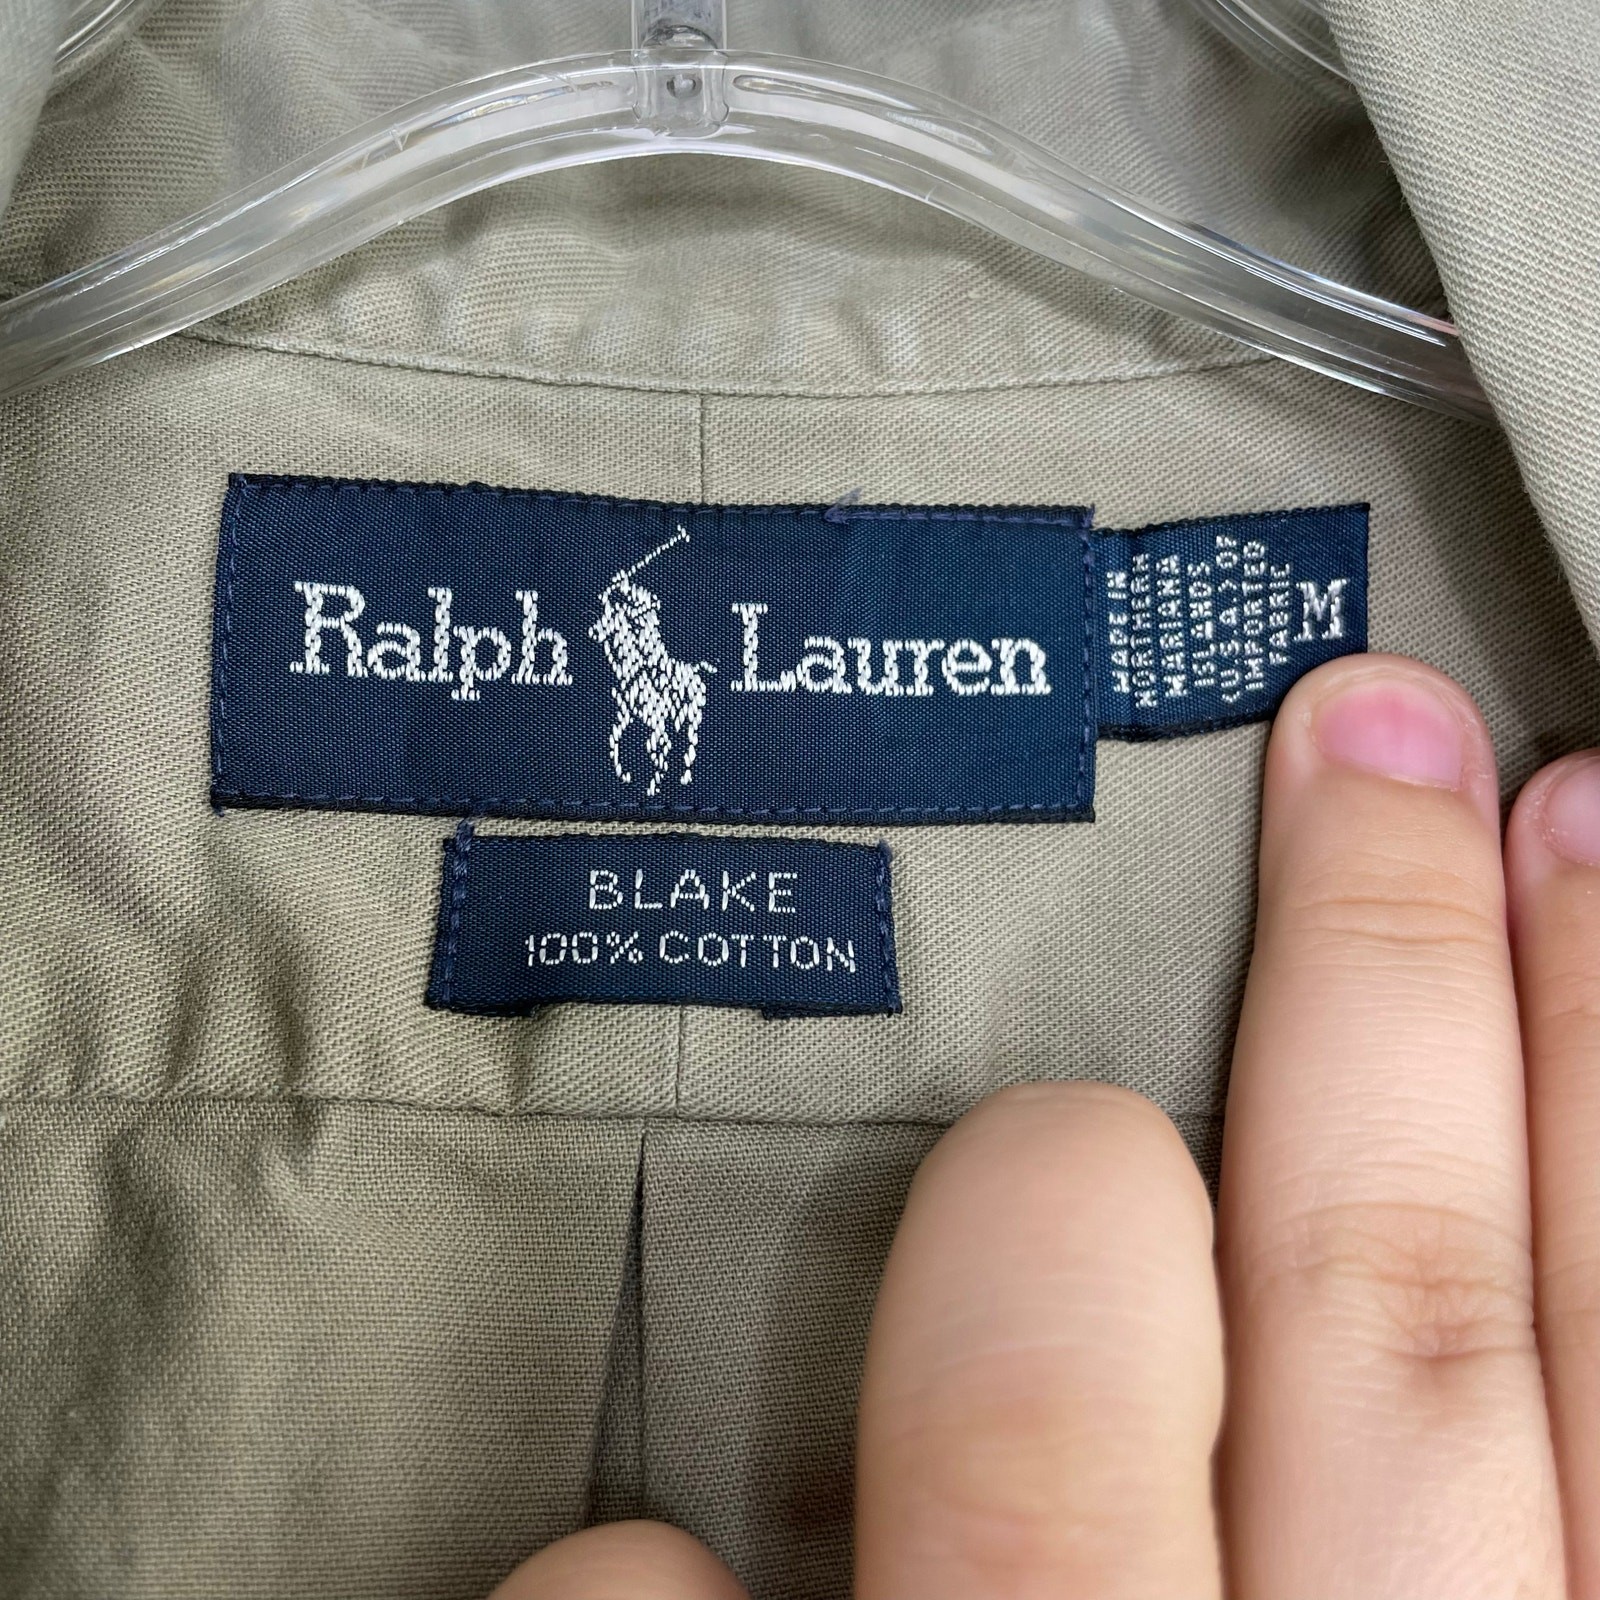 Ralph Lauren
MADE IN
NORTHERN
MARIANA
ISLANDS
(U.S.A.) OF
IMPORTED
FABRIC
M
BLAKE
100% COTTON